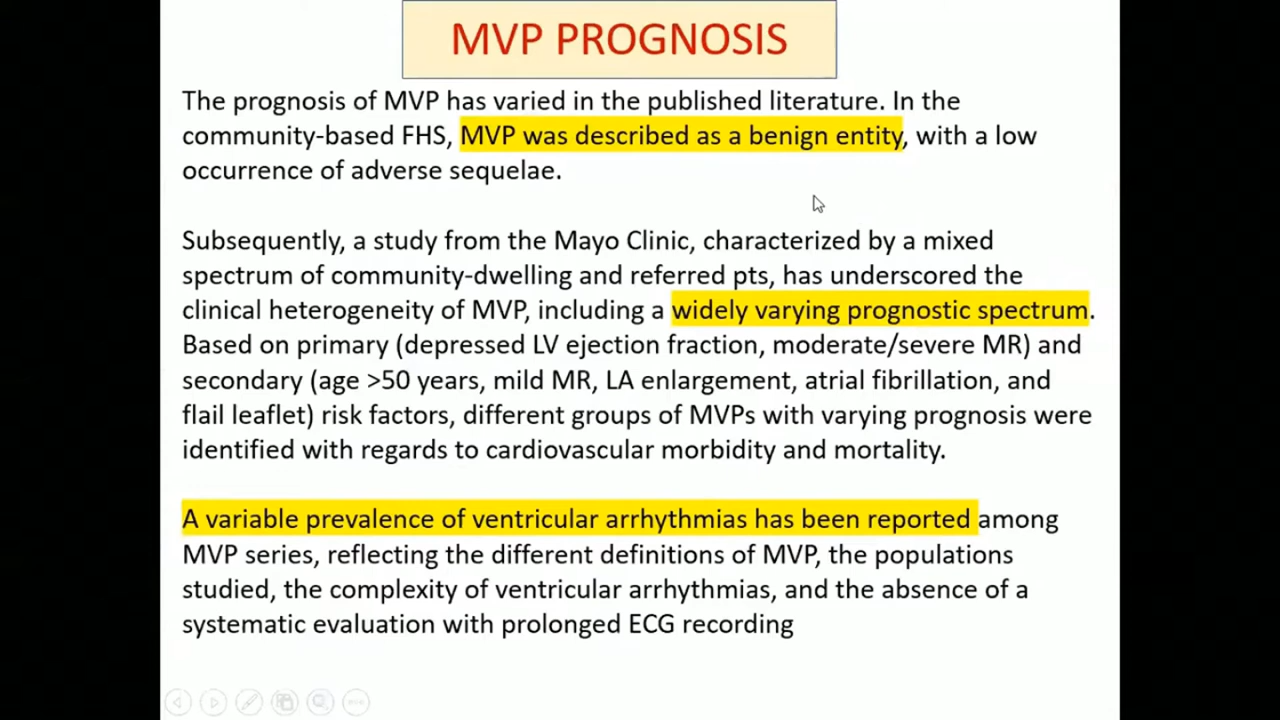 MVP PROGNOSIS
The prognosis of MVP has varied in the published literature. In the
community-based FHS, MVP was described as a benign entity, with a low
occurrence of adverse sequelae.
Subsequently, a study from the Mayo Clinic, characterized by a mixed
spectrum of community-dwelling and referred pts, has underscored the
clinical heterogeneity of MVP, including a widely varying prognostic spectrum.
Based on primary (depressed LV ejection fraction, moderate/severe MR) and
secondary (age >50 years, mild MR, LA enlargement, atrial fibrillation, and
flail leaflet) risk factors, different groups of MVPs with varying prognosis were
identified with regards to cardiovascular morbidity and mortality.
A variable prevalence of ventricular arrhythmias has been reported among
MVP series, reflecting the different definitions of MVP, the populations
studied, the complexity of ventricular arrhythmias, and the absence of a
systematic evaluation with prolonged ECG recording